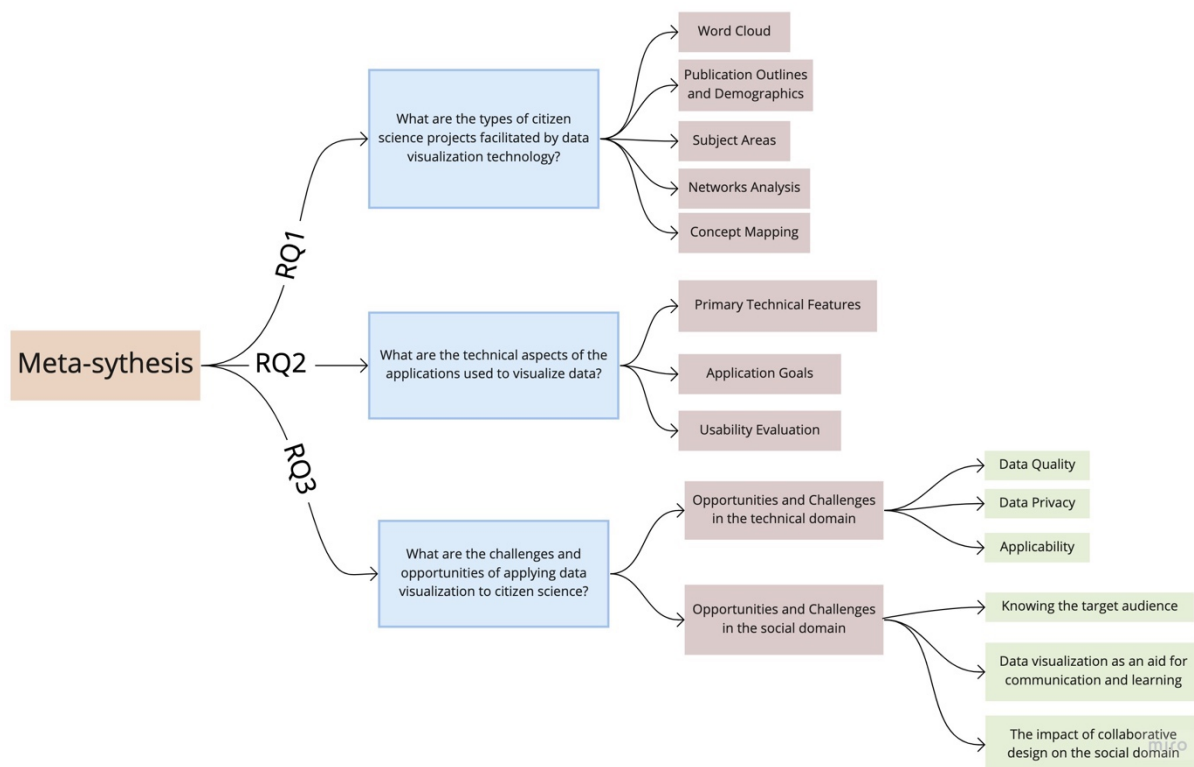 Word Cloud
Publication Outlines
and Demographics
What are the types of citizen
science projects facilitated by data
visualization technology?
Subject Areas
Networks Analysis
Concept Mapping
RQ1
Primary Technical Features
Meta-sythesis
RQ2
What are the technical aspects of the
applications used to visualize data?
Application Goals
Usability Evaluation
RQ3
Data Quality
Opportunities and Challenges
in the technical domain
Data Privacy
Applicability
What are the challenges and
opportunities of applying data
visualization to citizen science?
Opportunities and Challenges
in the social domain
Knowing the target audience
Data visualization as an aid for
communication and learning
The impact of collaborative
design on the social domain
miro